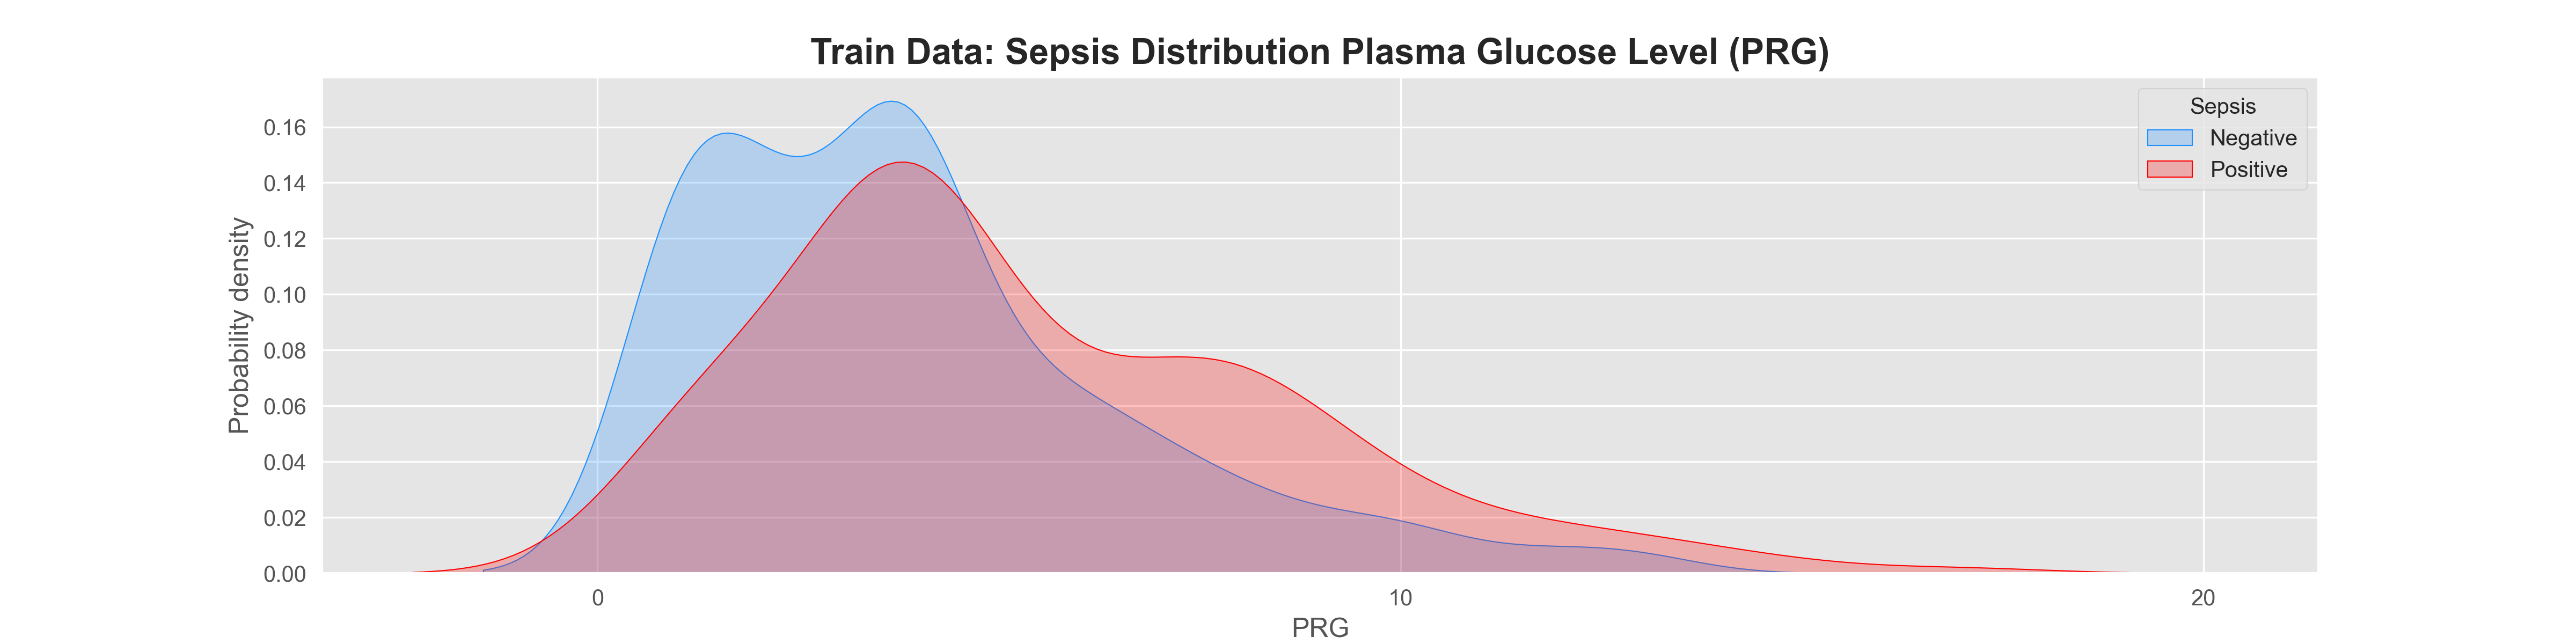 Train Data: Sepsis Distribution Plasma Glucose Level (PRG)
Sepsis
Negative
Positive
Probability density
0.16
0.14
0.12
0.10
0.08
0.06
0.04
0.02
0.00
0 10 20
PRG